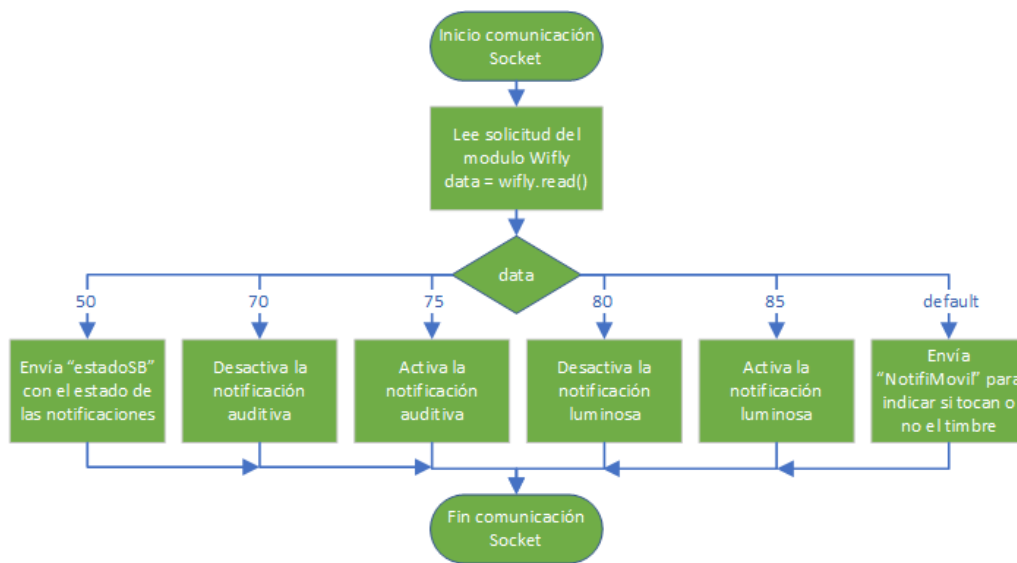 Inicio comunicación
Socket
Lee solicitud del
modulo Wifly
data = wifly.read()
data
50
70
75
80
85
default
Envía “estadoSB”
con el estado de
las notificaciones
Desactiva la
notificación
auditiva
Activa la
notificación
auditiva
Desactiva la
notificación
luminosa
Activa la
notificación
luminosa
Envía
“NotifiMovil” para
indicar si tocan o
no el timbre
Fin comunicación
Socket